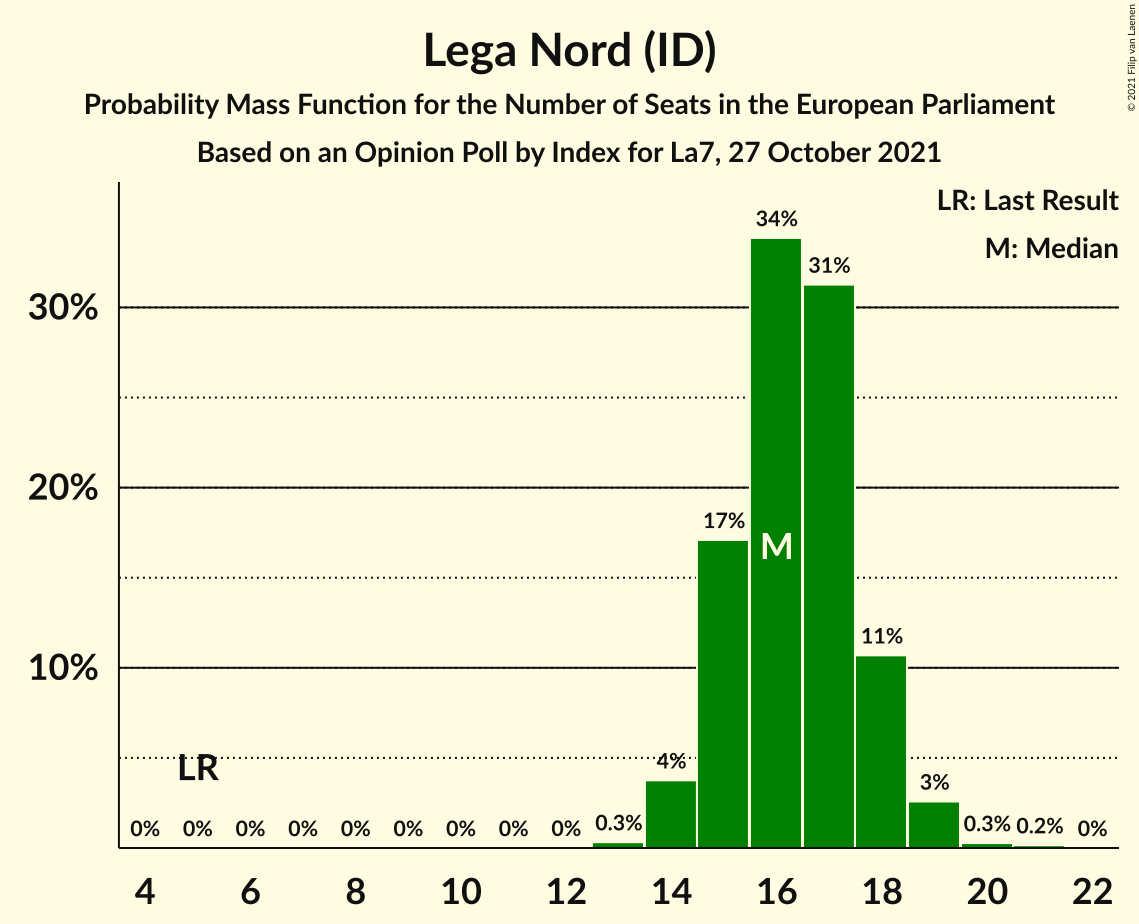 Lega Nord (ID)
Probability Mass Function for the Number of Seats in the European Parliament
Based on an Opinion Poll by Index for La7, 27 October 2021
© 2021 Filip van Laenen
LR: Last Result
M: Median
34%
31%
30%
20%
17%
M
11%
10%
LR
4%
3%
0% 0% 0% 0% 0% 0% 0% 0% 0% 0.3% 0.3% 0.2% 0%
4 6 8 10 12 14 16 18 20 22